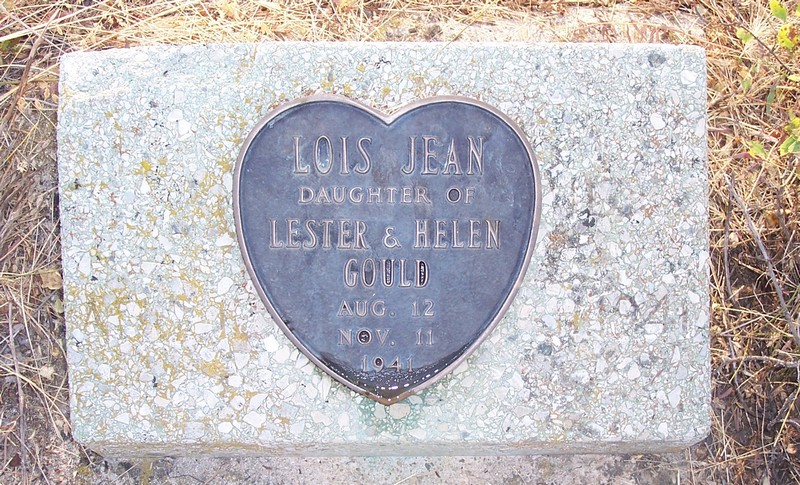 LOIS JEAN
DAUGHTER OF
LESTER & HELEN
GOULD
AUG. 12
NOV. 11
1941